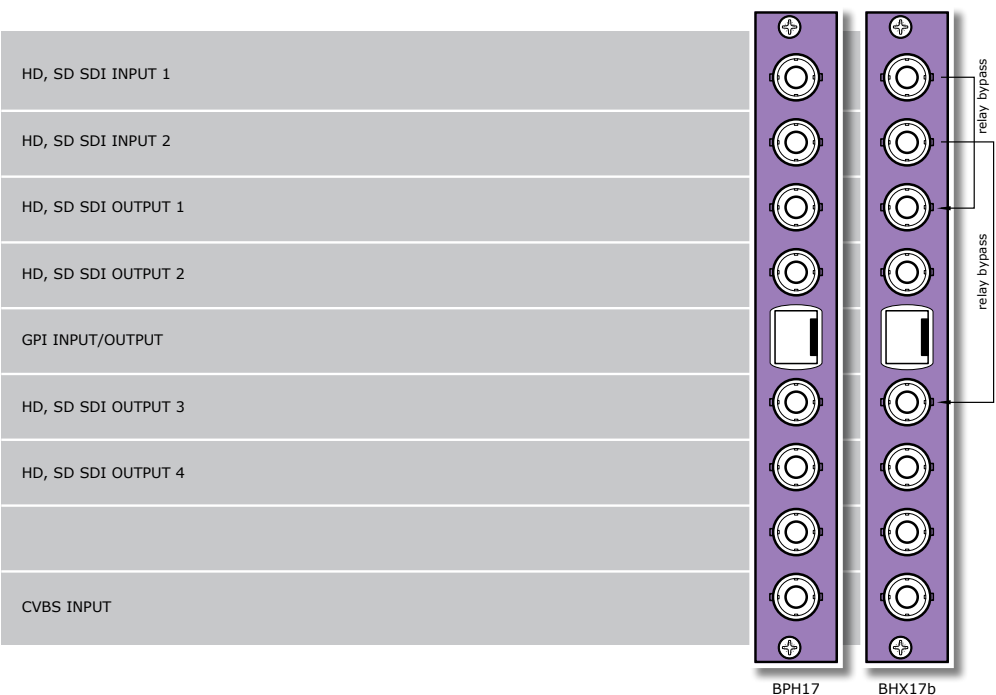 HD, SD SDI INPUT 1
HD, SD SDI INPUT 2
HD, SD SDI OUTPUT 1
HD, SD SDI OUTPUT 2
GPI INPUT/OUTPUT
HD, SD SDI OUTPUT 3
HD, SD SDI OUTPUT 4
CVBS INPUT
relay bypass
relay bypass
BPH17
BHX17b